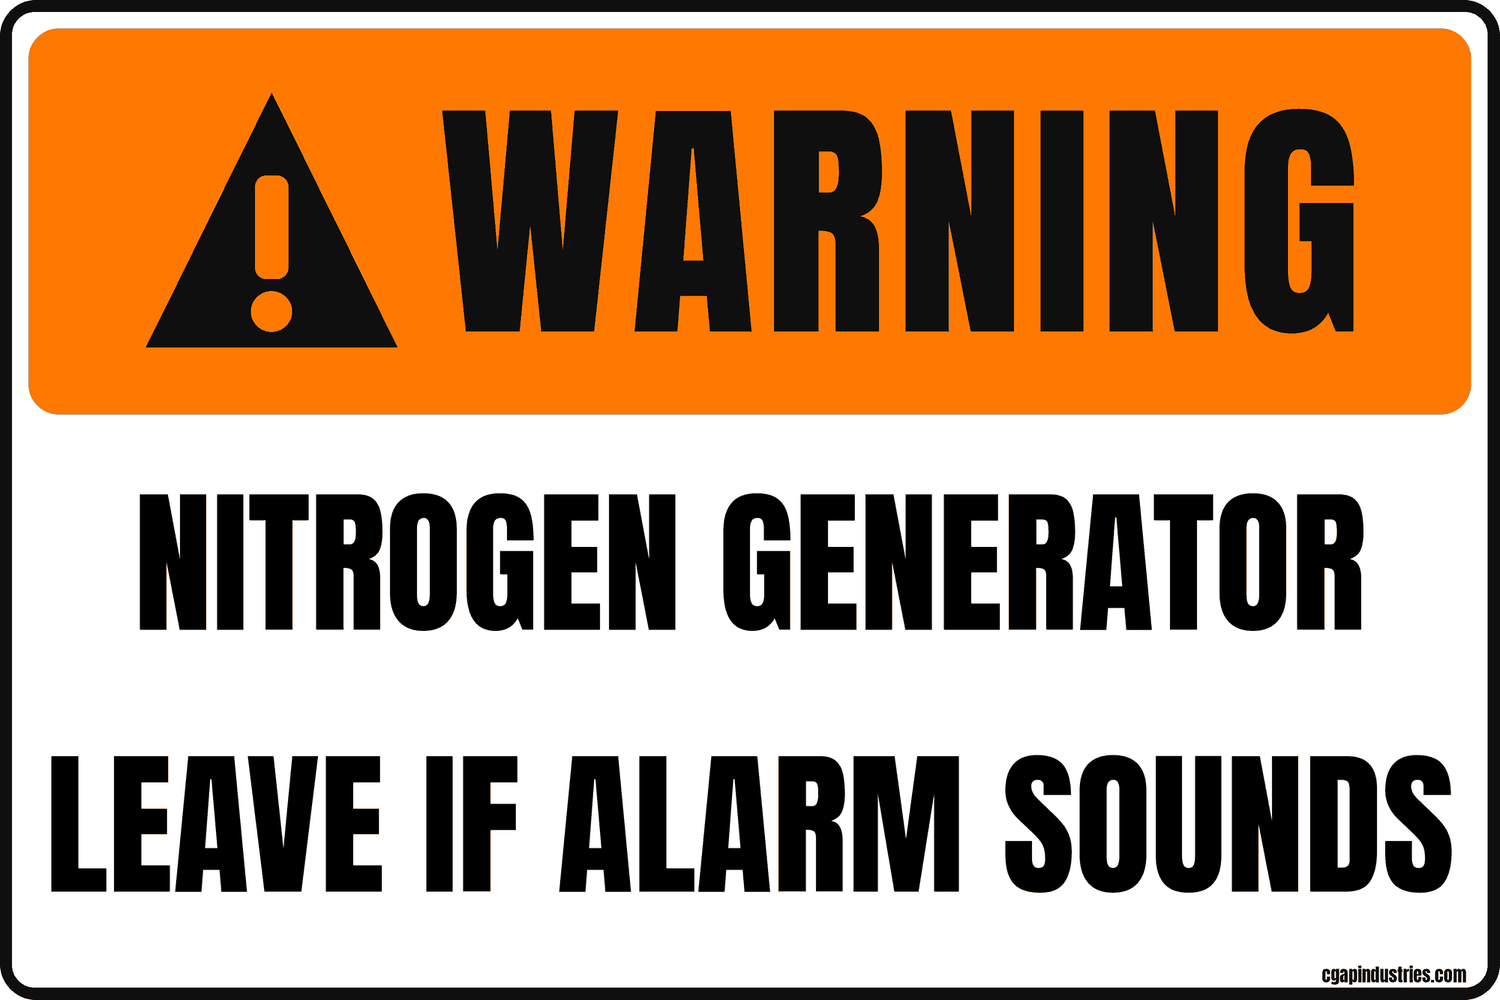 WARNING
NITROGEN GENERATOR
LEAVE IF ALARM SOUNDS
cgapindustries.com